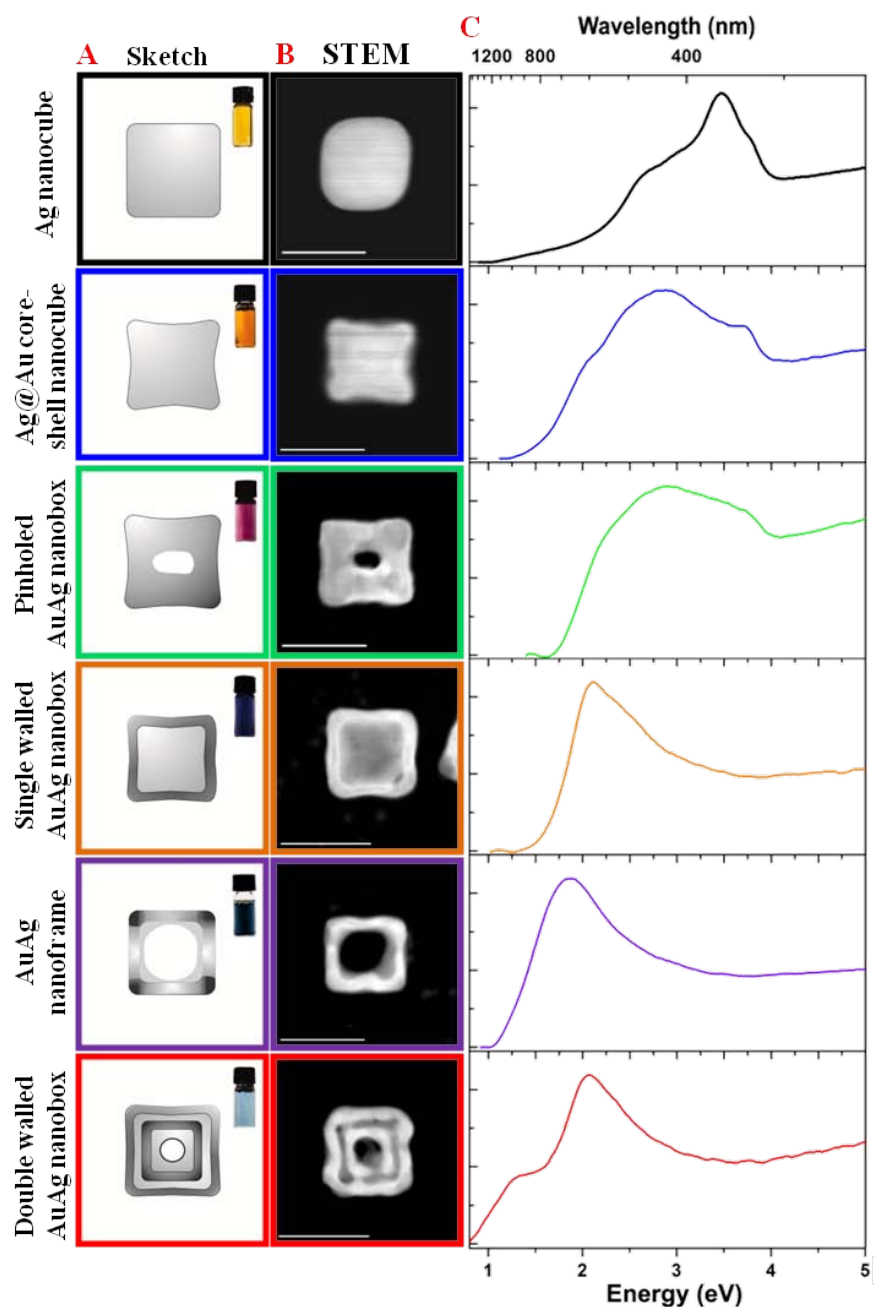 A Sketch
B STEM
C Wavelength (nm)
1200 800 400
Ag nanocube
Ag@Au core-
shell nanocube
Pinholed
AuAg nanobox
Single walled
AuAg nanobox
AuAg
nanoframe
Double walled
AuAg nanobox
1 2 3 4 5
Energy (eV)